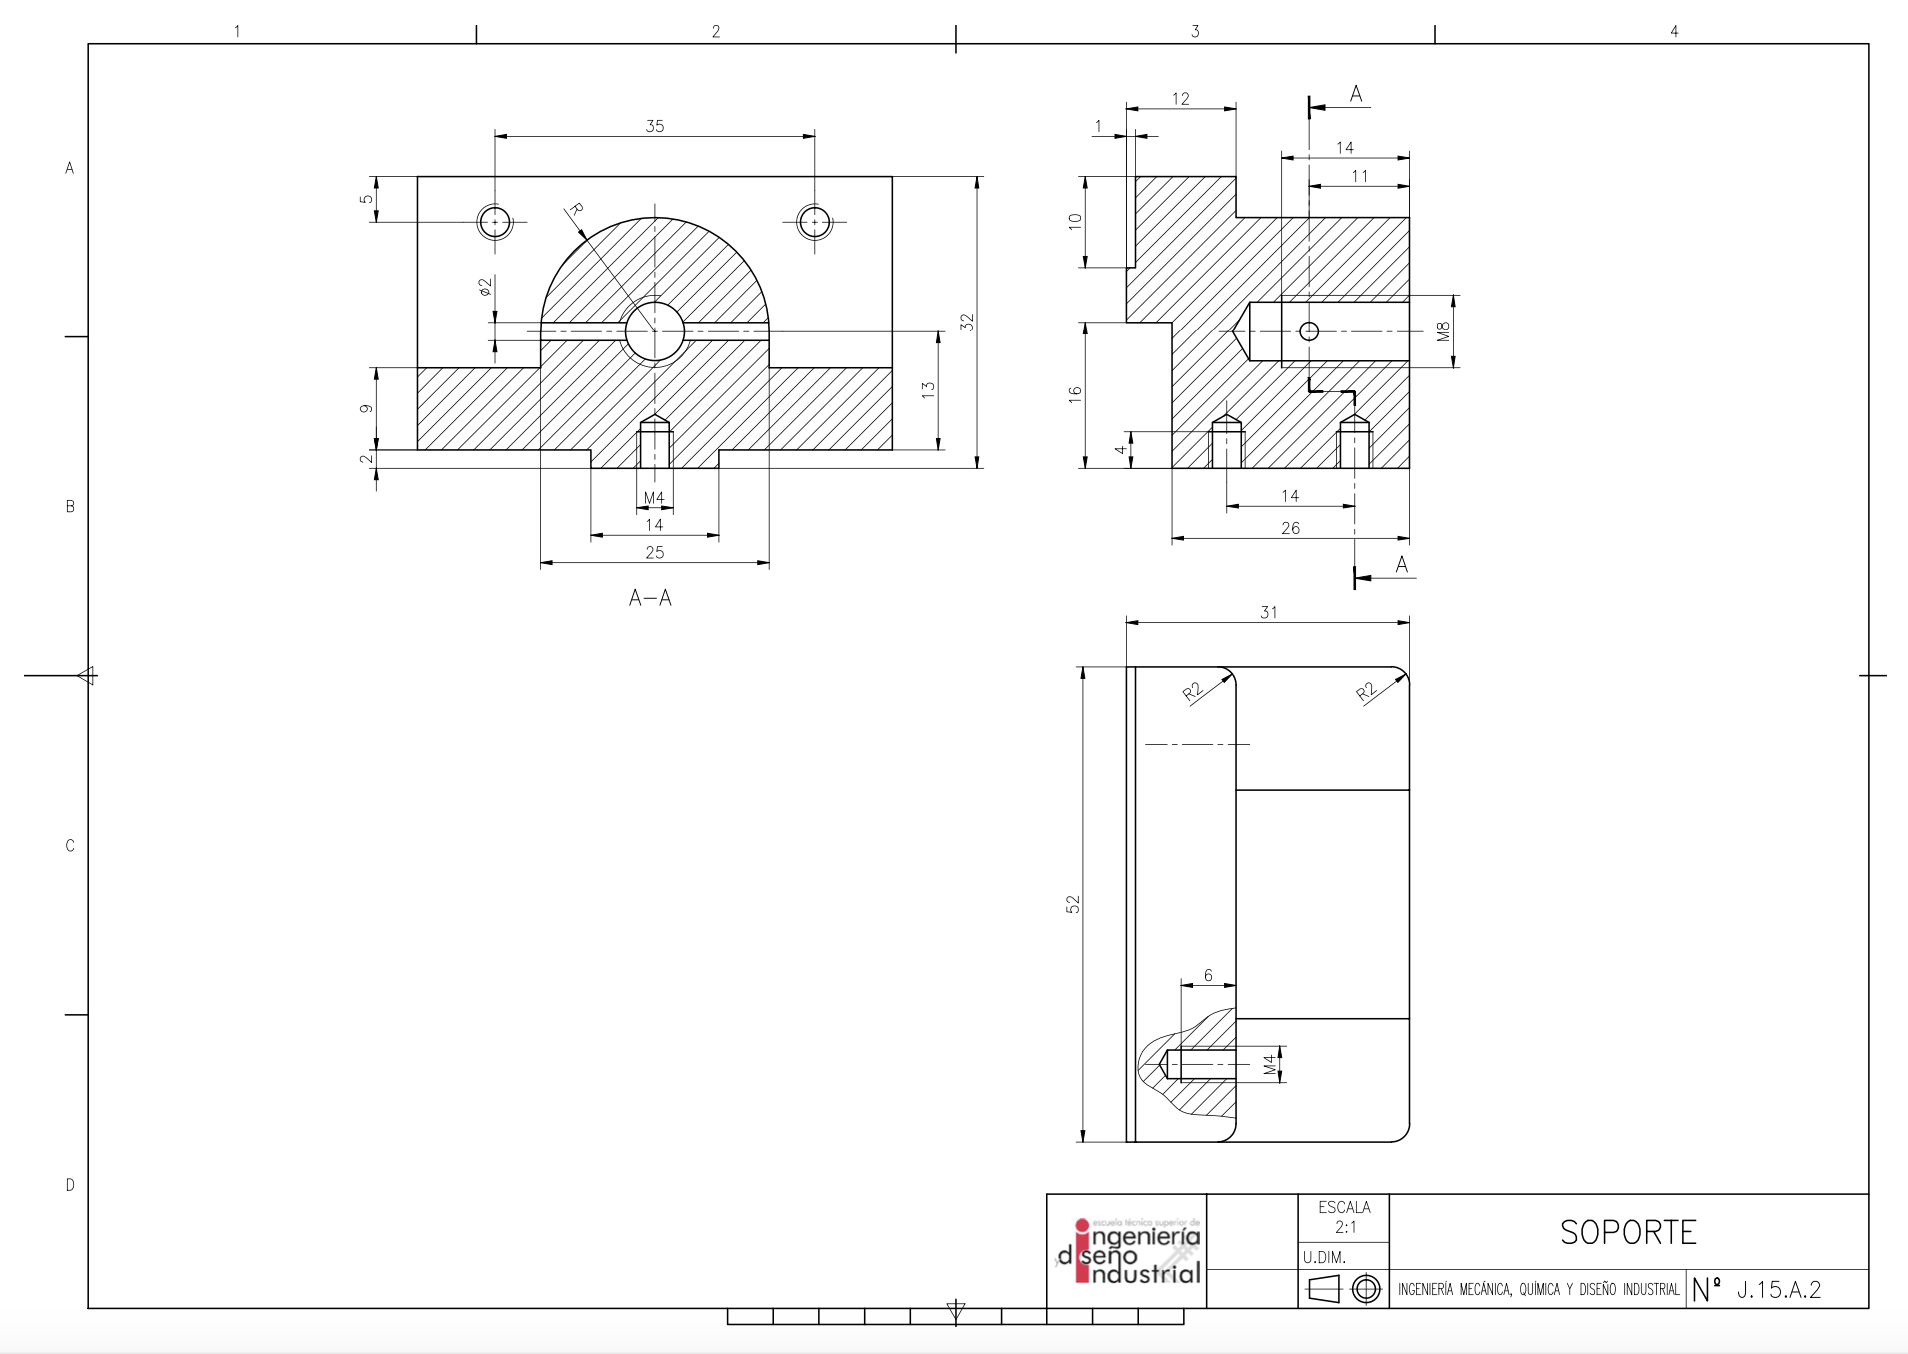 1 2 3 4
A
B
C
D
35
5
R
ø2
32
13
9
2
M4
14
25
A-A
12
A
1
14
11
10
M8
16
4
14
26
A
31
R2
R2
52
6
M4
escuela técnica superior de
ingeniería
y diseño
industrial
ESCALA
2:1
U.DIM.
SOPORTE
INGENIERÍA MECÁNICA, QUÍMICA Y DISEÑO INDUSTRIAL
Nº J.15.A.2